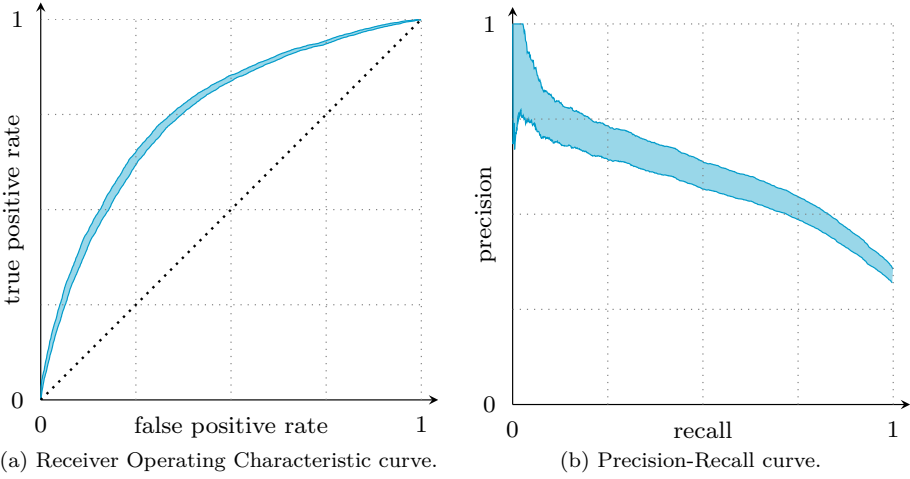 1
true positive rate
0
0
false positive rate
1
(a) Receiver Operating Characteristic curve.
1
precision
0
0
recall
1
(b) Precision-Recall curve.